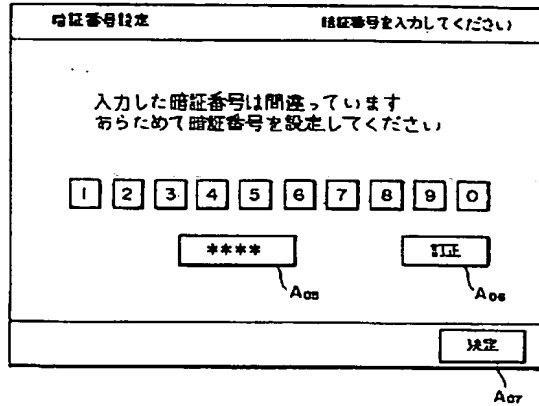 暗証番号設定 暗証番号を入力してください
入力した暗証番号は間違っています
あらためて暗証番号を設定してください
1 2 3 4 5 6 7 8 9 0
**** 訂正
A05 A06
決定
A07